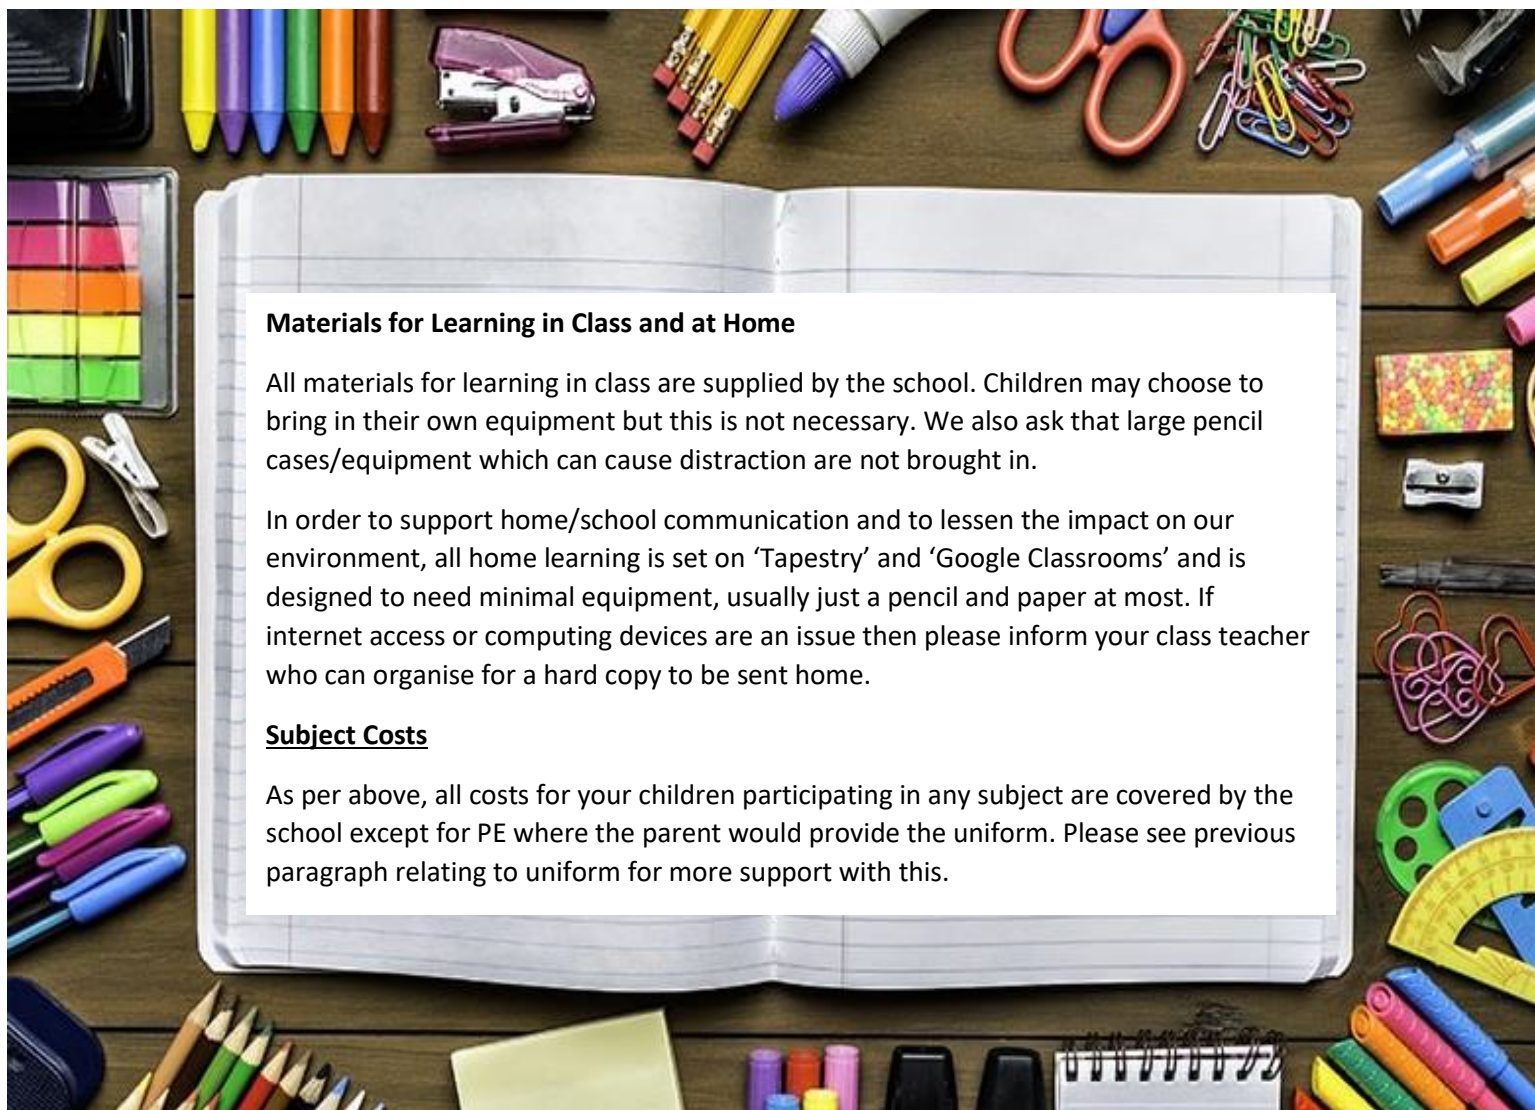 Materials for Learning in Class and at Home
All materials for learning in class are supplied by the school. Children may choose to
bring in their own equipment but this is not necessary. We also ask that large pencil
cases/equipment which can cause distraction are not brought in.
In order to support home/school communication and to lessen the impact on our
environment, all home learning is set on ‘Tapestry’ and ‘Google Classrooms’ and is
designed to need minimal equipment, usually just a pencil and paper at most. If
internet access or computing devices are an issue then please inform your class teacher
who can organise for a hard copy to be sent home.
Subject Costs
As per above, all costs for your children participating in any subject are covered by the
school except for PE where the parent would provide the uniform. Please see previous
paragraph relating to uniform for more support with this.